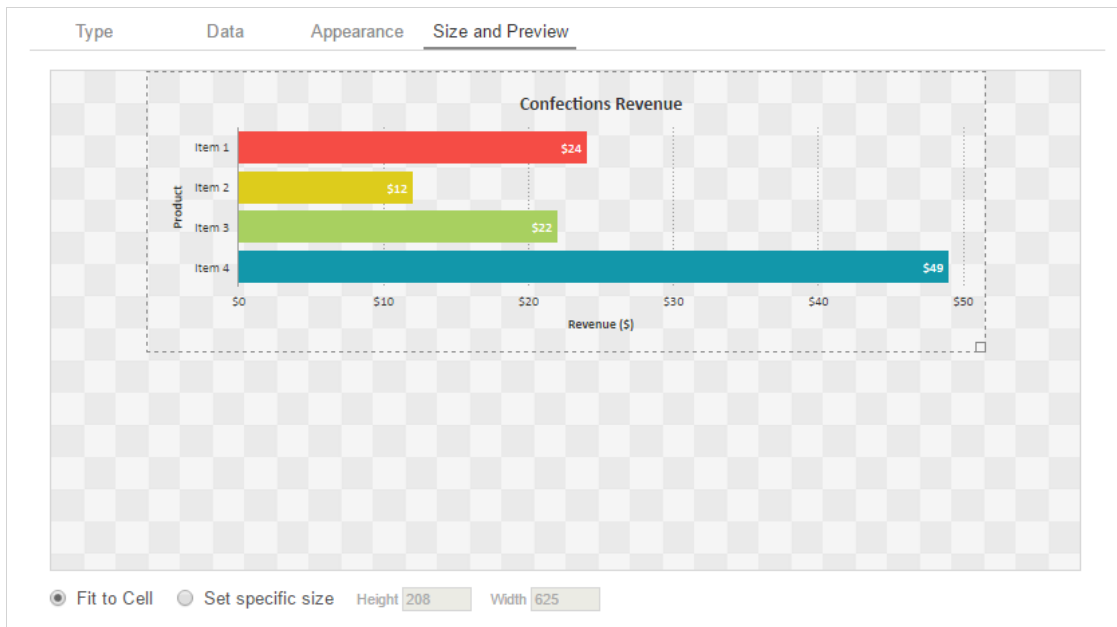 Type Data Appearance Size and Preview
Confections Revenue
Product
Item 1 $24
Item 2 $12
Item 3 $22
Item 4 $49
$0 $10 $20 $30 $40 $50
Revenue ($)
Fit to Cell Set specific size Height 208 Width 625